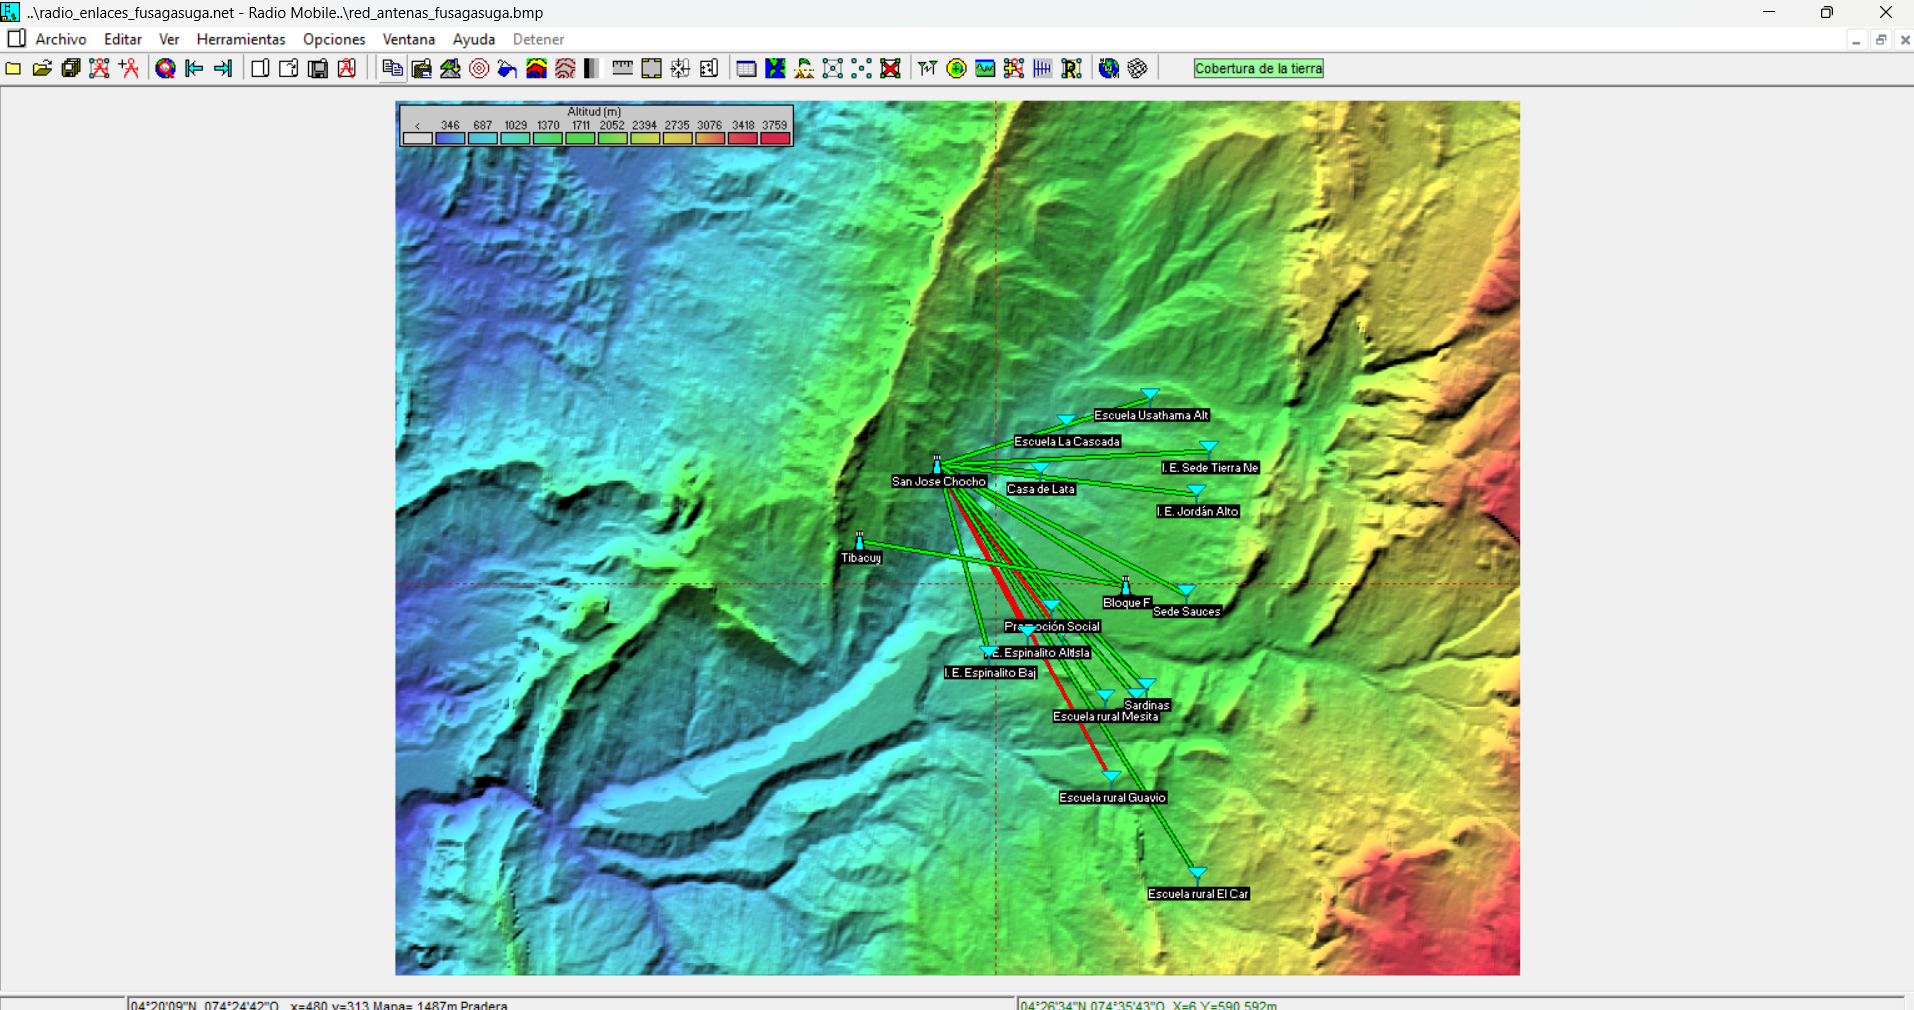 ..\radio_enlaces_fusagasuga.net - Radio Mobile..\red_antenas_fusagasuga.bmp
Archivo Editar Ver Herramientas Opciones Ventana Ayuda Detener
Cobertura de la tierra
Altitud (m)
< 346 687 1029 1370 1711 2052 2394 2735 3076 3418 3759
Escuela Usathama Alt
Escuela La Cascada
I. E. Sede Tierra Ne
San Jose Chocho
Casa de Lata
I. E. Jordán Alto
Tibacuy
Bloque F
Sede Sauces
Promoción Social
E. Espinalito Alt
Isla
I. E. Espinalito Baj
Sardinas
Escuela rural Mesita
Escuela rural Guavio
Escuela rural El Car
04°20'09"N 074°24'42"O x=480 y=313 Mapa= 1487m Pradera
04°26'34"N 074°35'43"O X=6 Y=590 592m